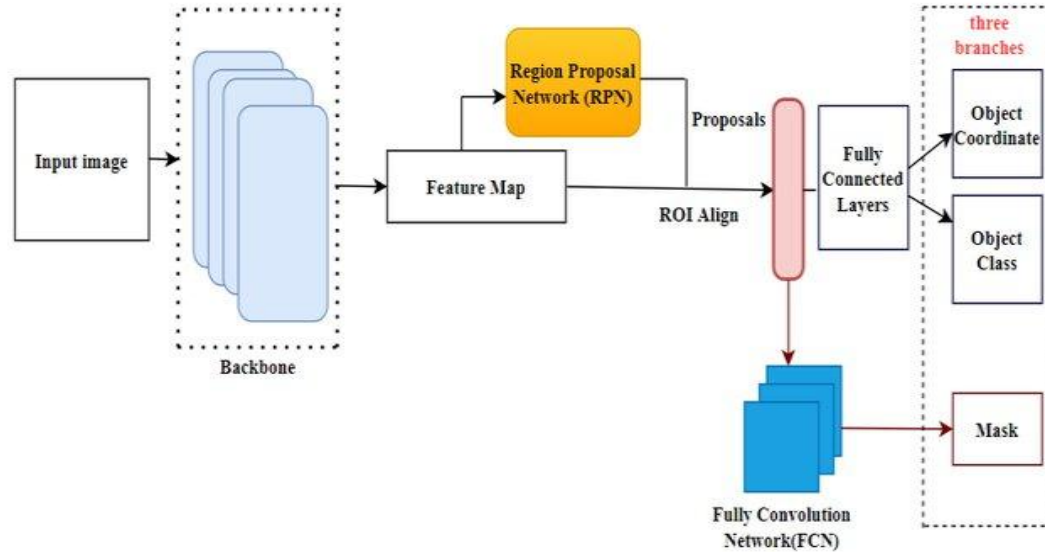 three
branches
Region Proposal
Network (RPN)
Object
Coordinate
Proposals
Input image
Fully
Connected
Layers
Feature Map
ROI Align
Object
Class
Backbone
Mask
Fully Convolution
Network(FCN)